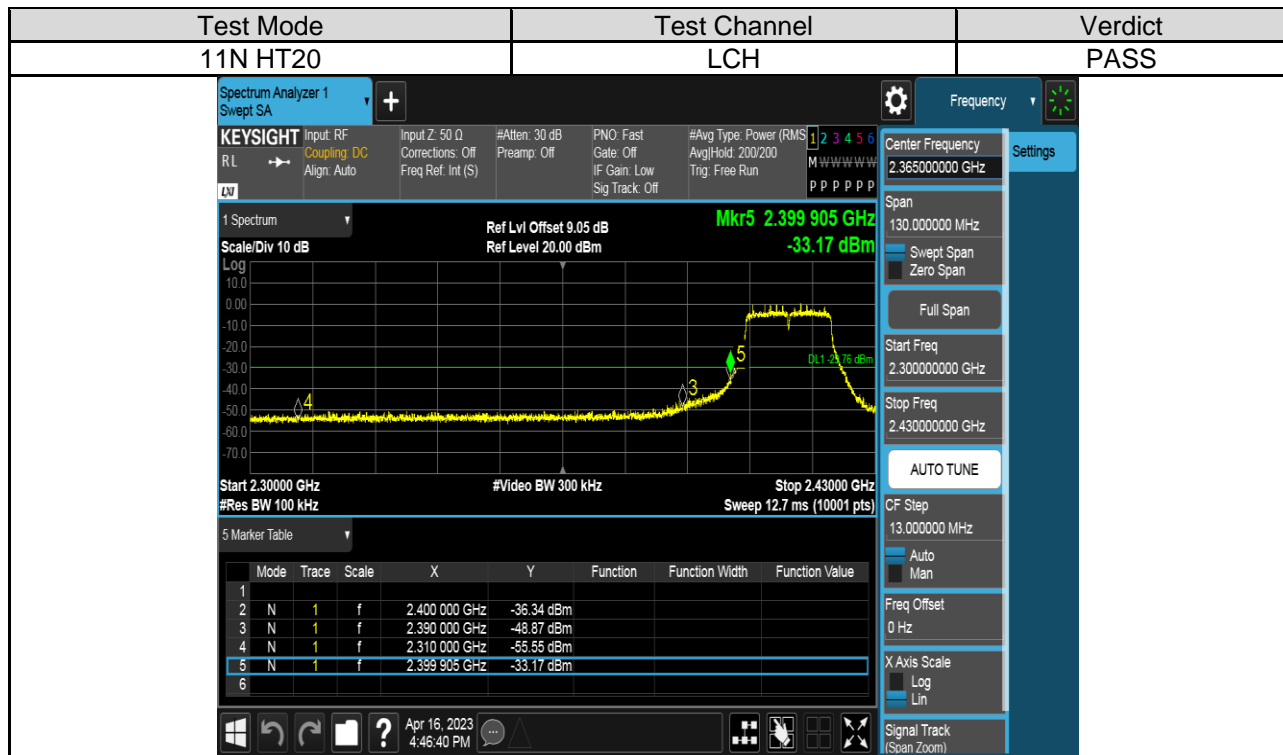 Test Mode Test Channel Verdict
11N HT20 LCH PASS
Spectrum Analyzer 1
Swept SA
+
Frequency
KEYSIGHT Input: RF Input Z: 50 Ω #Atten: 30 dB PNO: Fast #Avg Type: Power (RMS 1 2 3 4 5 6
RL Coupling: DC Corrections: Off Preamp: Off Gate: Off Avg|Hold: 200/200 M W W W W W
Align: Auto Freq Ref: Int (S) IF Gain: Low Trig: Free Run
LXI Sig Track: Off P P P P P P
1 Spectrum
Ref Lvl Offset 9.05 dB Mkr5 2.399 905 GHz
Scale/Div 10 dB Ref Level 20.00 dBm -33.17 dBm
Log
10.0
0.00
-10.0
-20.0
-30.0
-40.0
-50.0
-60.0
-70.0
5
3
4
Start 2.30000 GHz #Video BW 300 kHz Stop 2.43000 GHz
#Res BW 100 kHz Sweep 12.7 ms (10001 pts)
5 Marker Table
Mode Trace Scale X Y Function Function Width Function Value
1
2 N 1 f 2.400 000 GHz -36.34 dBm
3 N 1 f 2.390 000 GHz -48.87 dBm
4 N 1 f 2.310 000 GHz -55.55 dBm
5 N 1 f 2.399 905 GHz -33.17 dBm
6
Apr 16, 2023
4:46:40 PM
?
Center Frequency
2.365000000 GHz
Settings
Span
130.000000 MHz
Swept Span
Zero Span
Full Span
Start Freq
2.300000000 GHz
Stop Freq
2.430000000 GHz
AUTO TUNE
CF Step
13.000000 MHz
Auto
Man
Freq Offset
0 Hz
X Axis Scale
Log
Lin
Signal Track
(Span Zoom)